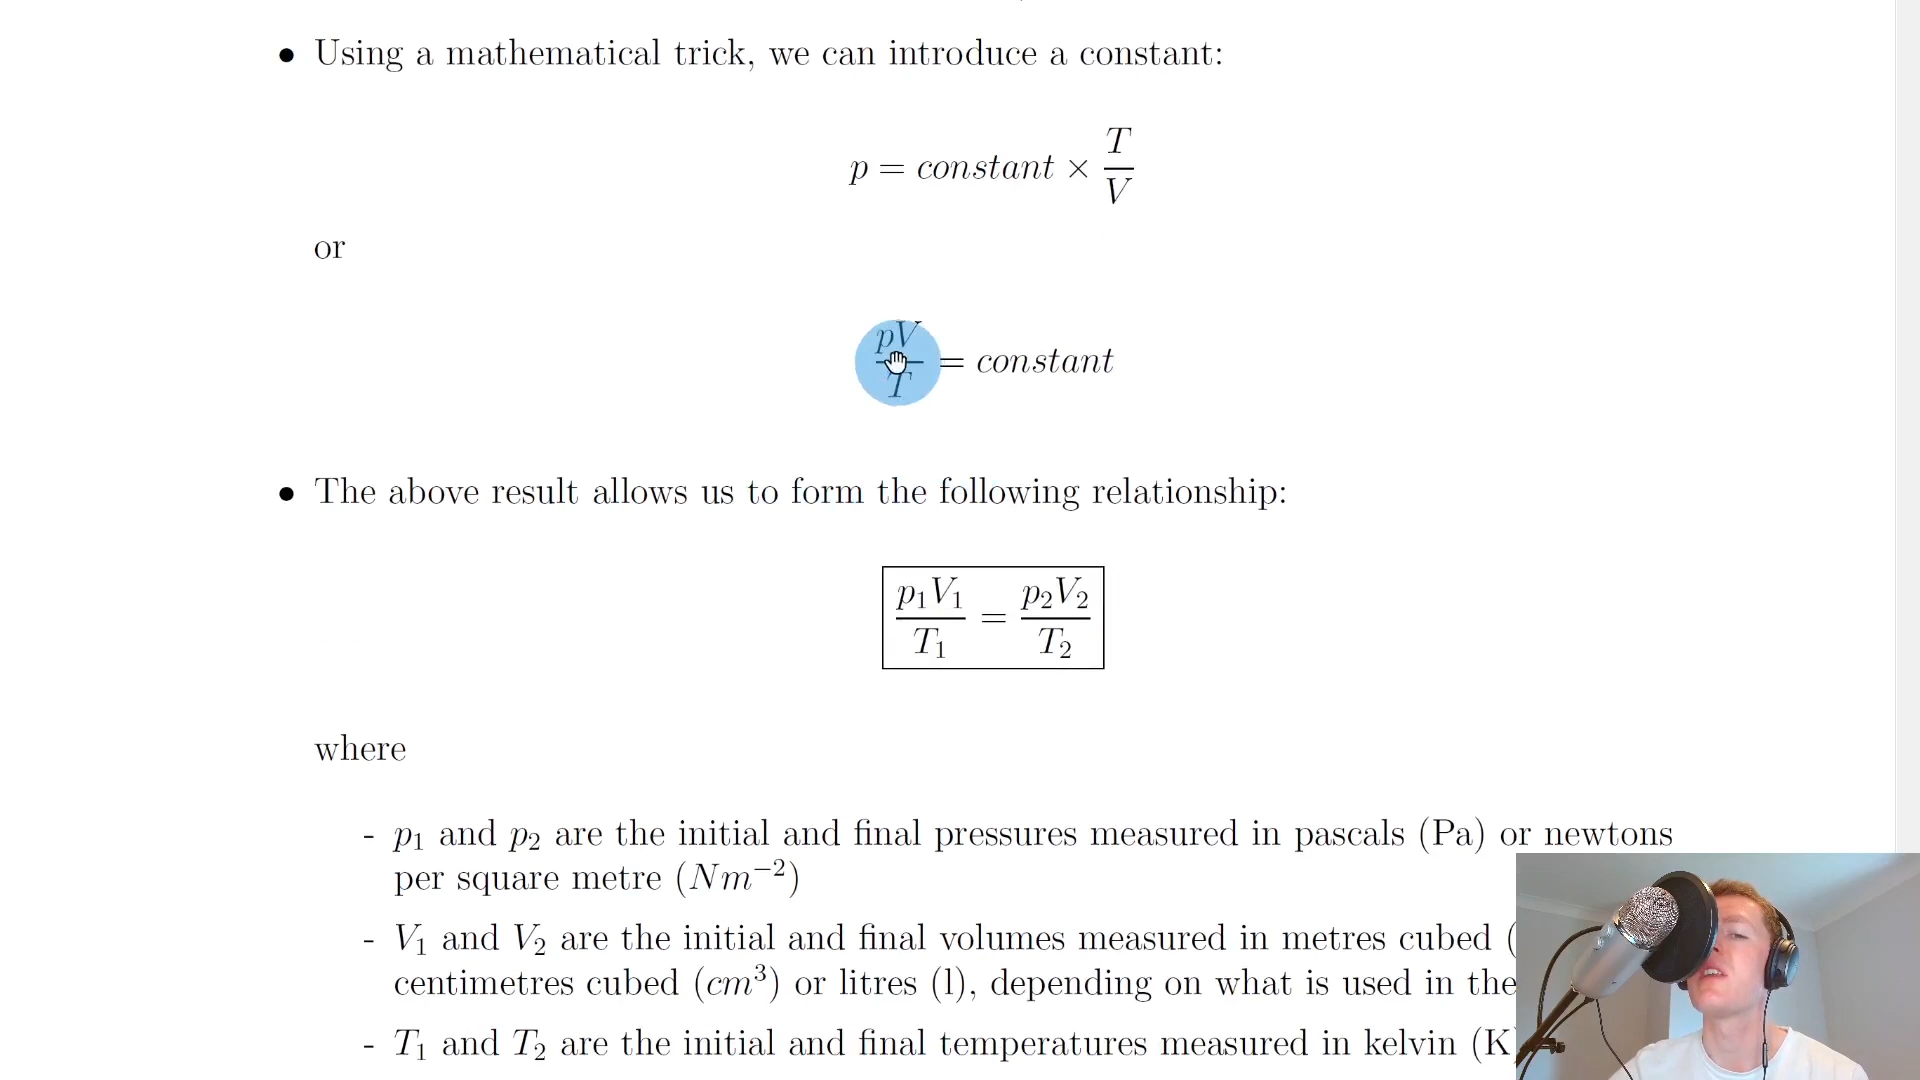 • Using a mathematical trick, we can introduce a constant:
p = constant × T/V
or
pV/T = constant
• The above result allows us to form the following relationship:
p₁V₁/T₁ = p₂V₂/T₂
where
- p₁ and p₂ are the initial and final pressures measured in pascals (Pa) or newtons
per square metre (Nm⁻²)
- V₁ and V₂ are the initial and final volumes measured in metres cubed (
centimetres cubed (cm³) or litres (l), depending on what is used in the
- T₁ and T₂ are the initial and final temperatures measured in kelvin (K